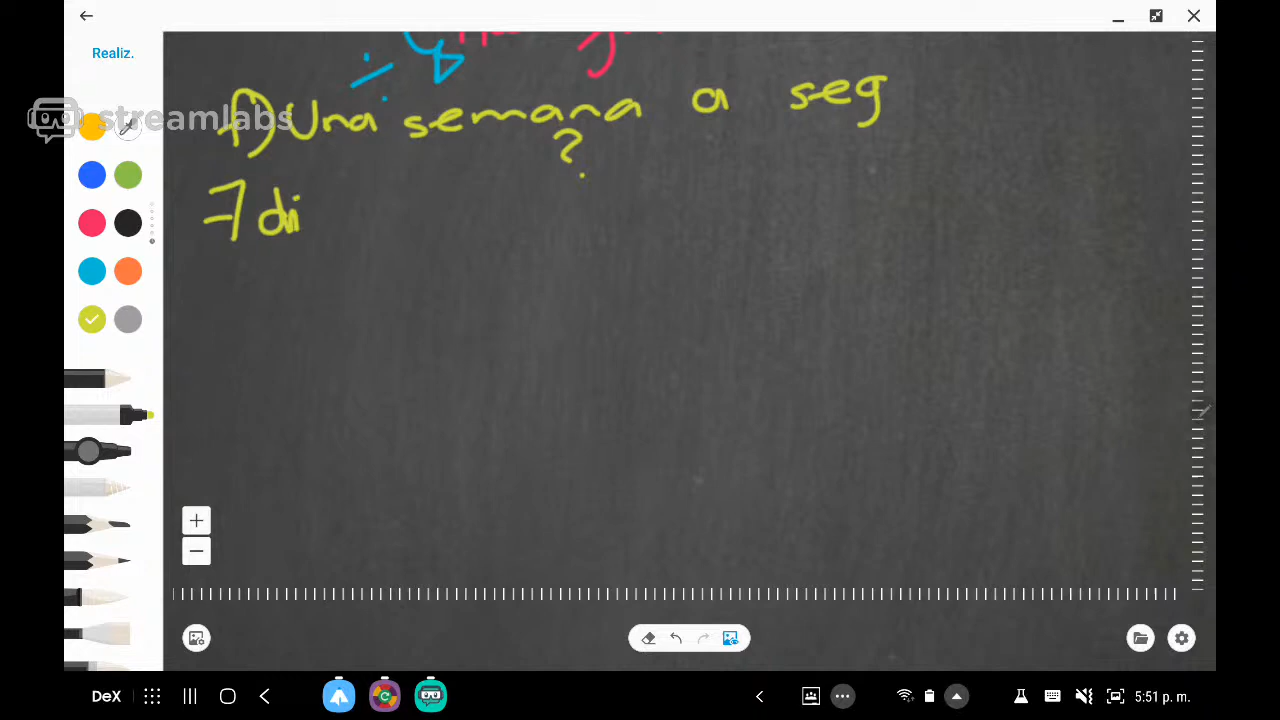 Realiz.
streamlabs
1) Una semana a seg
?
7 di
DeX
5:51 p. m.